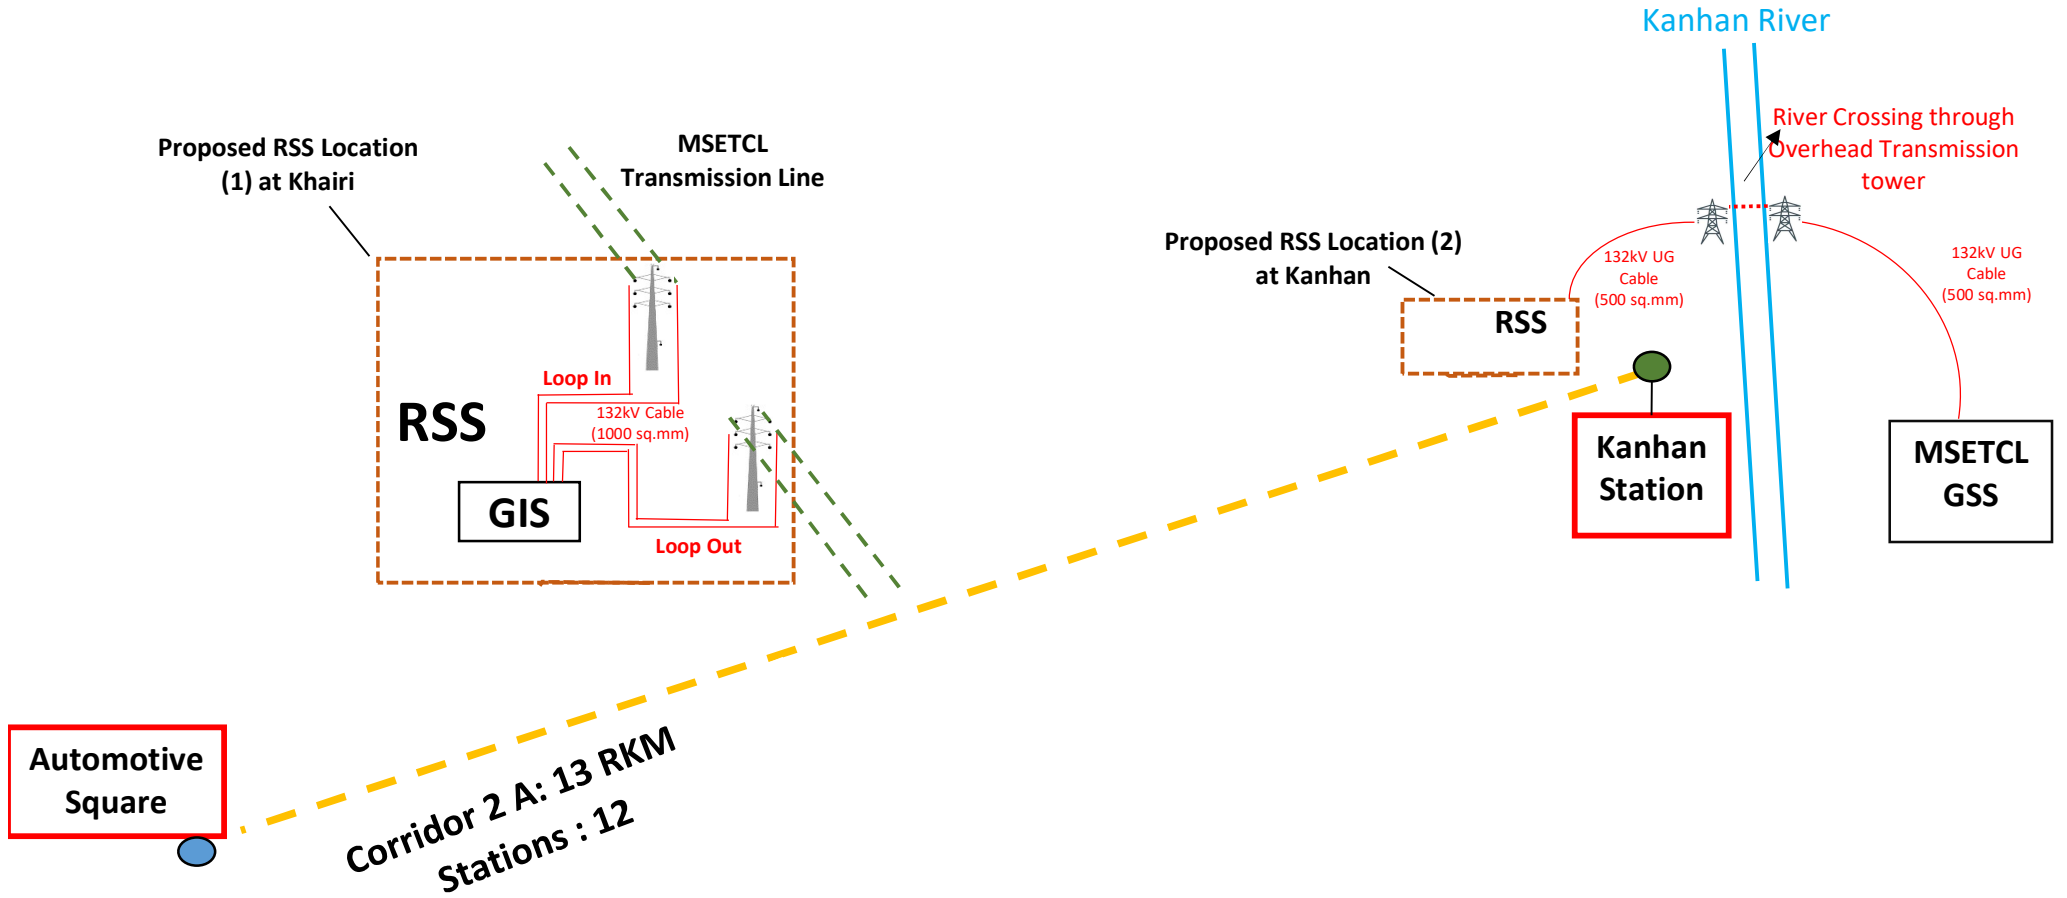 Kanhan River
River Crossing through
Overhead Transmission
tower
Proposed RSS Location
(1) at Khairi
MSETCL
Transmission Line
Proposed RSS Location (2)
at Kanhan
132kV UG
Cable
(500 sq.mm)
132kV UG
Cable
(500 sq.mm)
RSS
Loop In
132kV Cable
(1000 sq.mm)
RSS
GIS
Loop Out
Kanhan
Station
MSETCL
GSS
Automotive
Square
Corridor 2 A: 13 RKM
Stations : 12